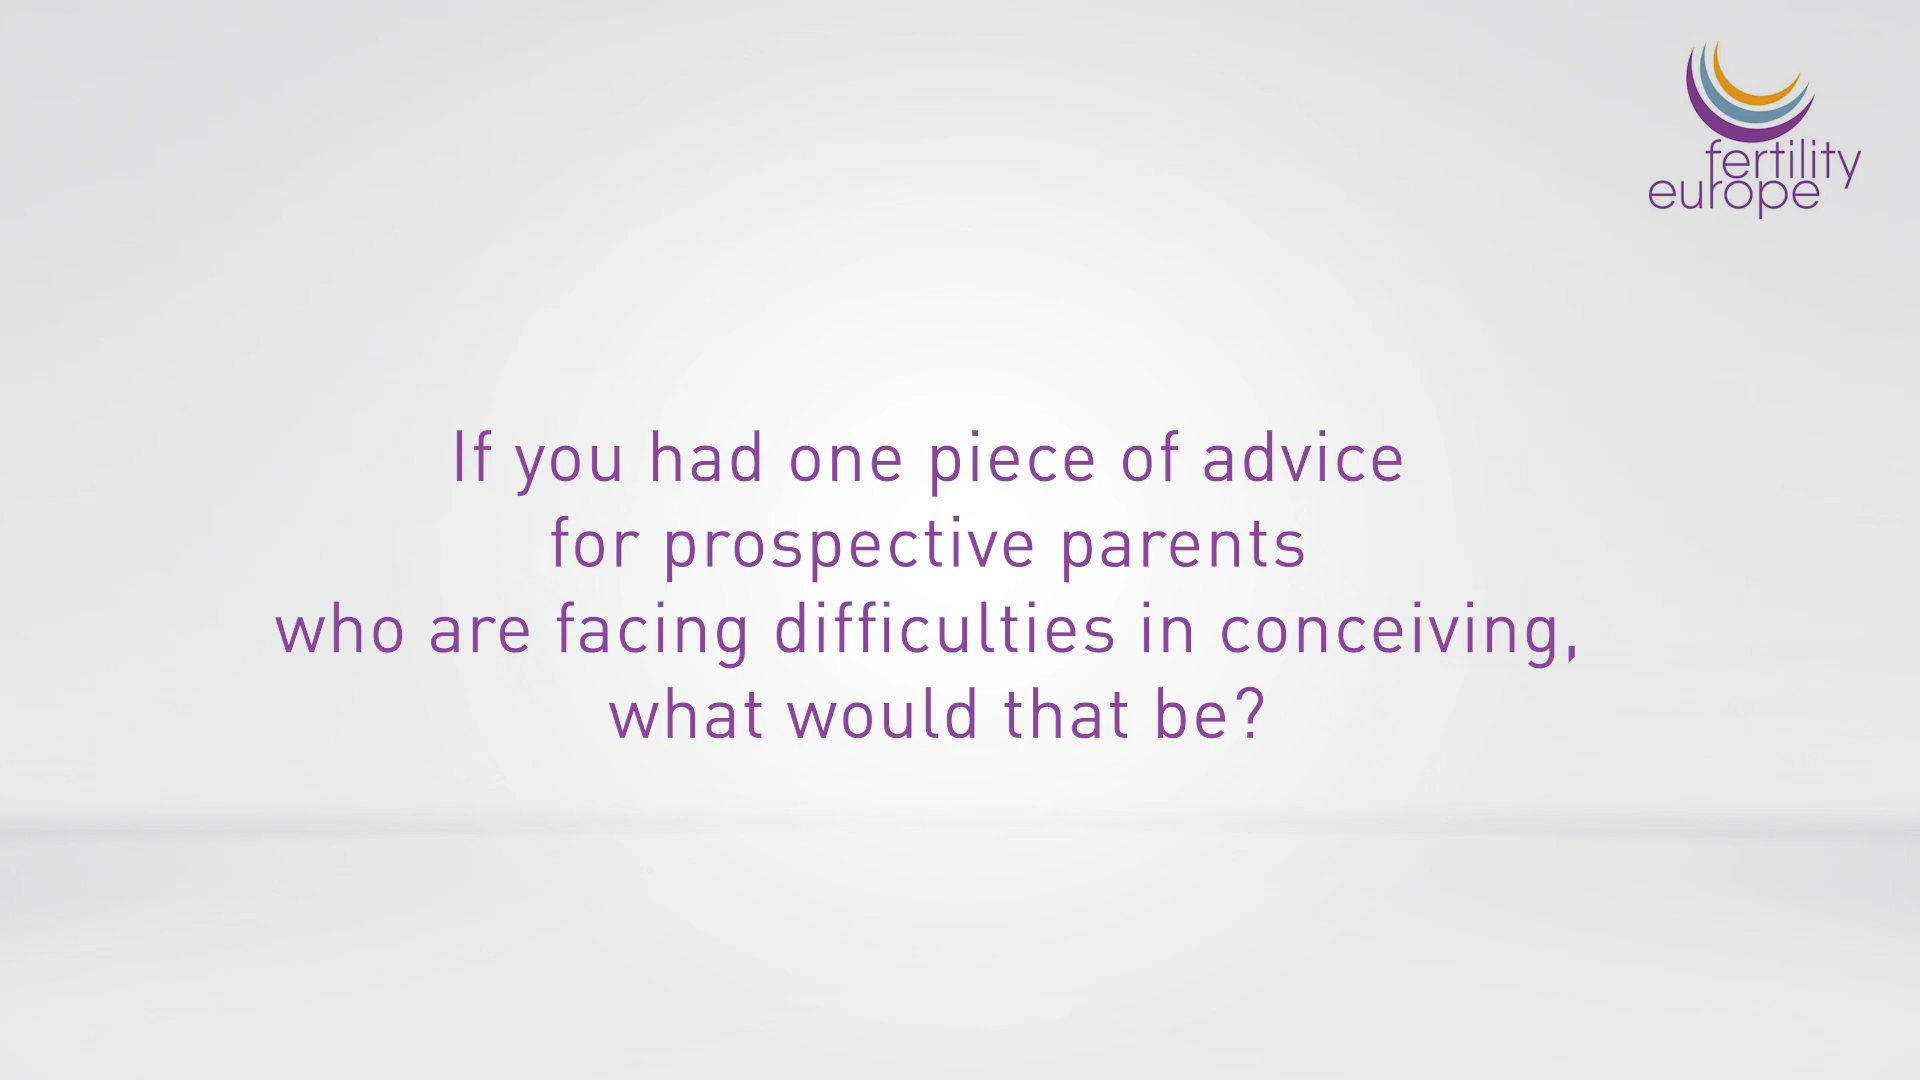 fertility
europe
If you had one piece of advice
for prospective parents
who are facing difficulties in conceiving,
what would that be?